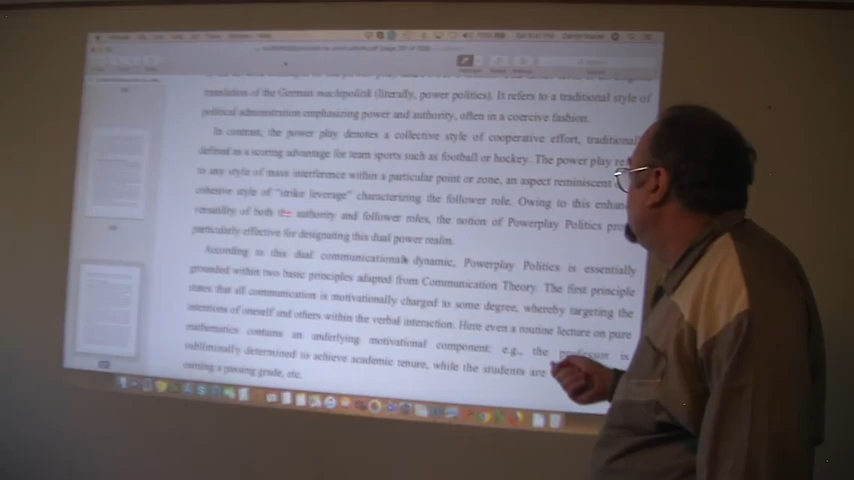 translation of the German machtpolitik (literally, power politics). It refers to a traditional style of
political administration emphasizing power and authority, often in a coercive fashion.
In contrast, the power play denotes a collective style of cooperative effort, traditionall
defined as a scoring advantage for team sports such as football or hockey. The power play re
to any style of mass interference within a particular point or zone, an aspect reminiscent
cohesive style of "strike leverage" characterizing the follower role. Owing to this enhan
versatility of both the authority and follower roles, the notion of Powerplay Politics pro
particularly effective for designating this dual power realm.
According to this dual communicational dynamic, Powerplay Politics is essentially
grounded within two basic principles adapted from Communication Theory. The first principle
states that all communication is motivationally charged to some degree, whereby targeting the
intentions of oneself and others within the verbal interaction. Here even a routine lecture on pure
mathematics contains an underlying motivational component: e.g., the professor is
subliminally determined to achieve academic tenure, while the students are
earning a passing grade, etc.